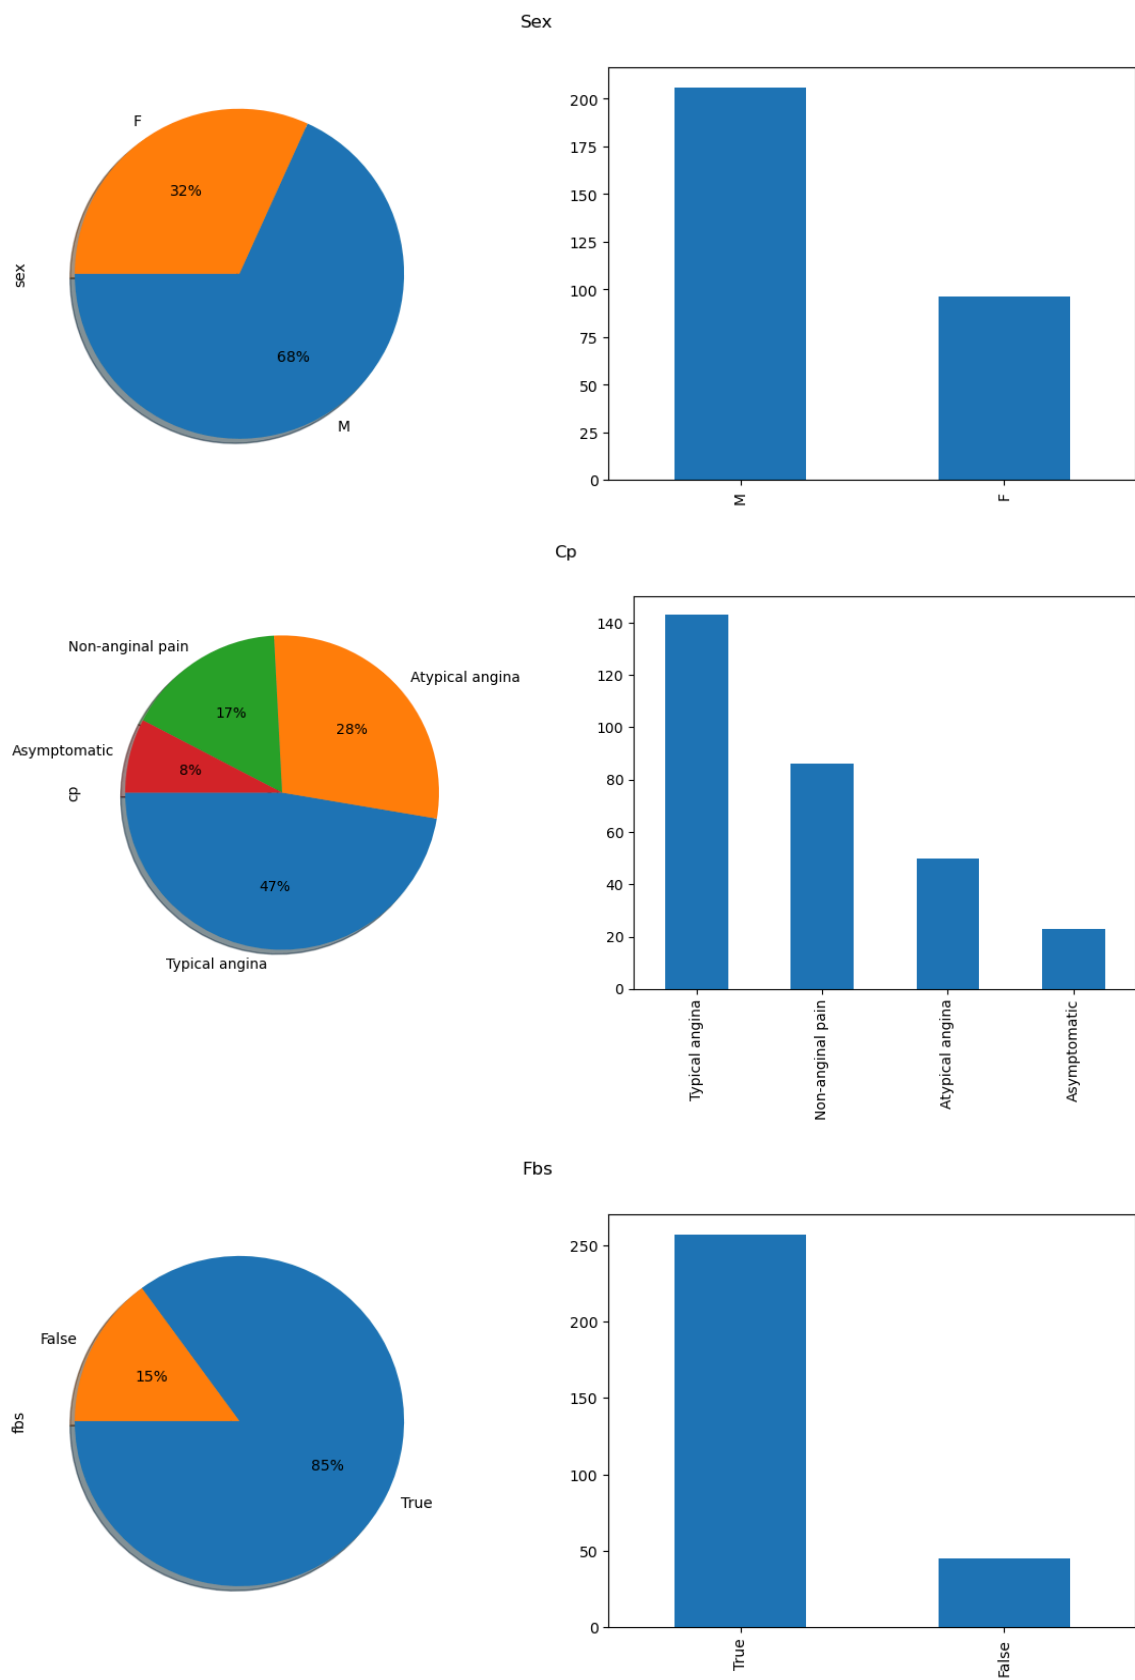 Sex
F
32%
68%
M
sex
200
175
150
125
100
75
50
25
0
M
F
Cp
Non-anginal pain
Atypical angina
17%
28%
Asymptomatic
8%
cp
47%
Typical angina
140
120
100
80
60
40
20
0
Typical angina
Non-anginal pain
Atypical angina
Asymptomatic
Fbs
False
15%
fbs
85%
True
250
200
150
100
50
0
True
False